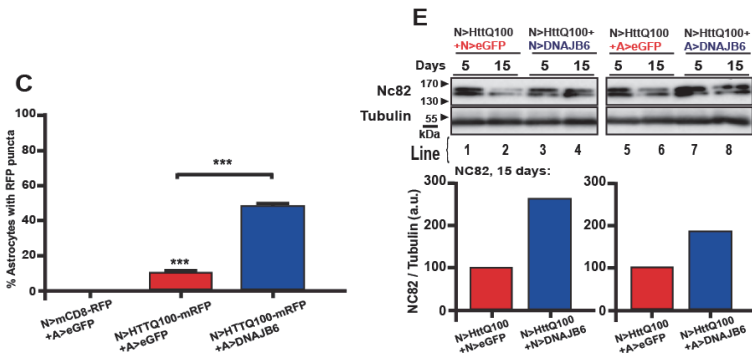 C
% Astrocytes with RFP puncta
100
80
60
40
20
0
***
***
N>mCD8-RFP
+A>eGFP
N>HTTQ100-mRFP
+A>eGFP
N>HTTQ100-mRFP
+A>DNAJB6
E
N>HttQ100
+N>eGFP
N>HttQ100+
N>DNAJB6
N>HttQ100
+A>eGFP
N>HttQ100+
A>DNAJB6
Days 5 15 5 15 5 15 5 15
Nc82 170
130
Tubulin 55
kDa
Line { 1 2 3 4 5 6 7 8
NC82, 15 days:
NC82 / Tubulin (a.u.)
300
200
100
0
N>HttQ100
+N>eGFP
N>HttQ100
+N>DNAJB6
300
200
100
0
N>HttQ100
+A>eGFP
N>HttQ100
+A>DNAJB6